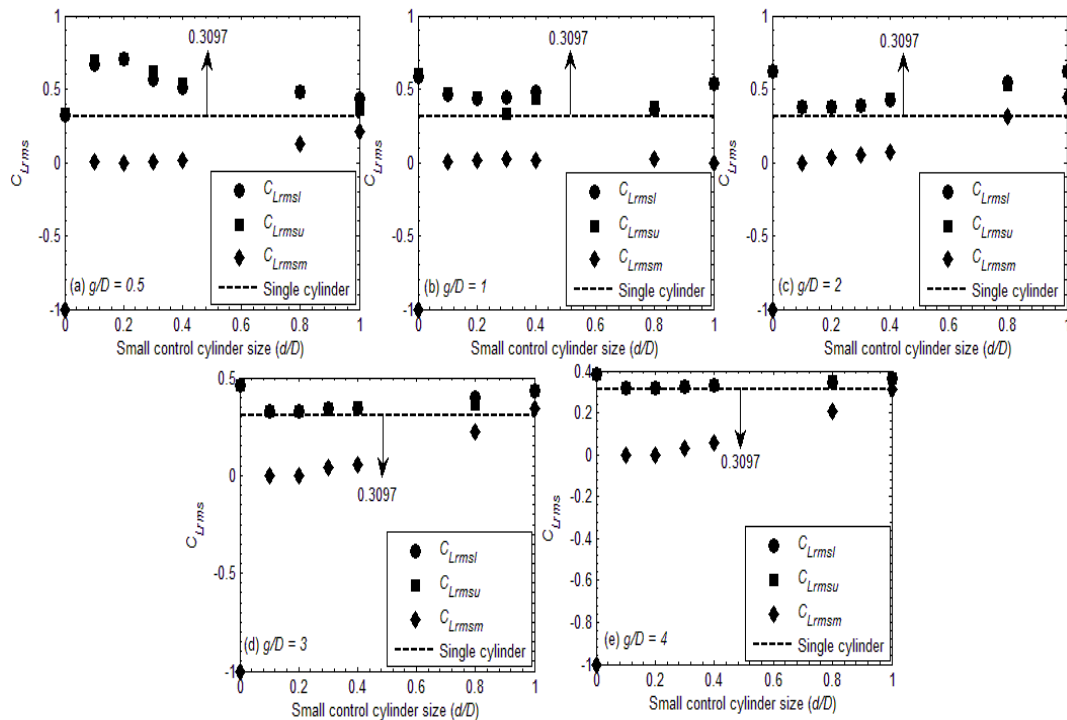 1
0.5
0
-0.5
-1
C_Lrms
0.3097
C_Lrmsl
C_Lrmsu
C_Lrmsm
Single cylinder
(a) g/D = 0.5
0 0.2 0.4 0.6 0.8 1
Small control cylinder size (d/D)
1
0.5
0
-0.5
-1
C_Lrms
0.3097
C_Lrmsl
C_Lrmsu
C_Lrmsm
Single cylinder
(b) g/D = 1
0 0.2 0.4 0.6 0.8 1
Small control cylinder size (d/D)
1
0.5
0
-0.5
-1
C_Lrms
0.3097
C_Lrmsl
C_Lrmsu
C_Lrmsm
Single cylinder
(c) g/D = 2
0 0.2 0.4 0.6 0.8 1
Small control cylinder size (d/D)
0.5
0
-0.5
-1
C_Lrms
0.3097
C_Lrmsl
C_Lrmsu
C_Lrmsm
Single cylinder
(d) g/D = 3
0 0.2 0.4 0.6 0.8 1
Small control cylinder size (d/D)
0.4
0.2
0
-0.2
-0.4
-0.6
-0.8
-1
C_Lrms
0.3097
C_Lrmsl
C_Lrmsu
C_Lrmsm
Single cylinder
(e) g/D = 4
0 0.2 0.4 0.6 0.8 1
Small control cylinder size (d/D)